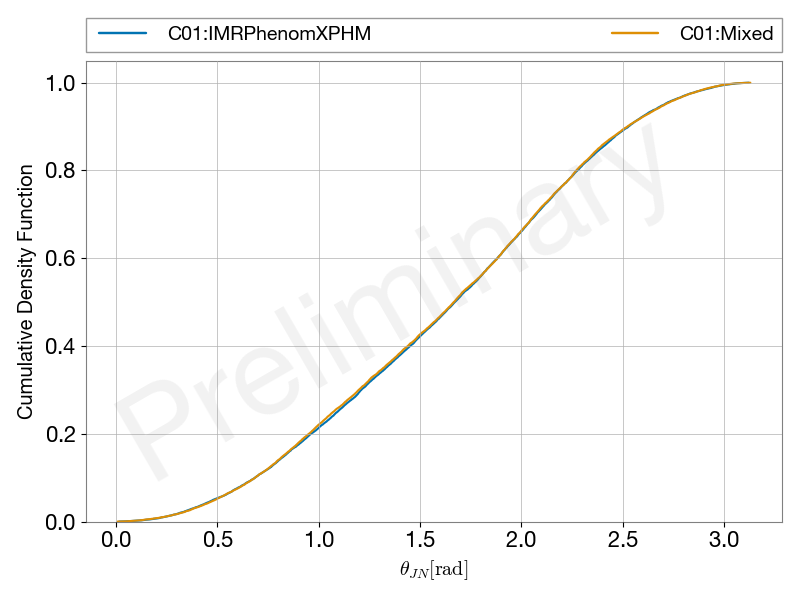 C01:IMRPhenomXPHM C01:Mixed
1.0
0.8
0.6
0.4
0.2
0.0
Cumulative Density Function
Preliminary
0.0 0.5 1.0 1.5 2.0 2.5 3.0
θJN[rad]